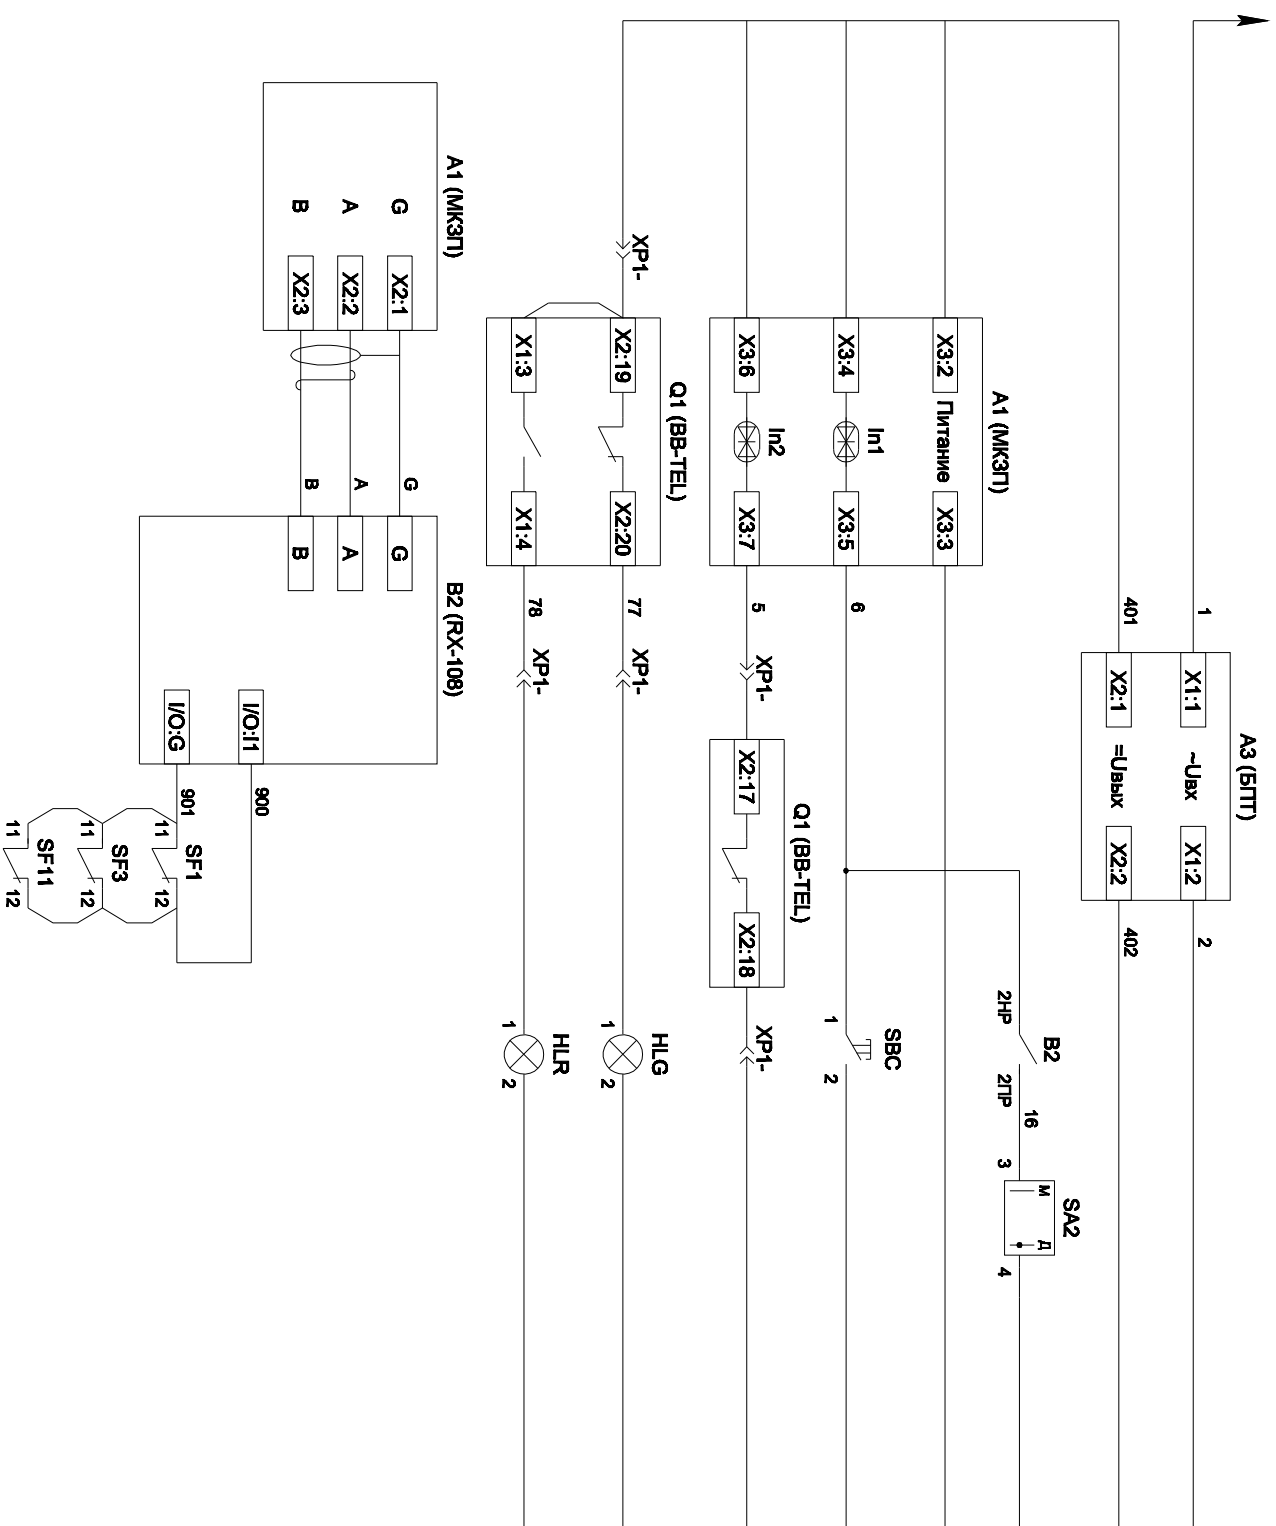 1
А3 (БПТ)
X1:1
~Uвх
X1:2
2
401
X2:1
=Uвых
X2:2
402
B2
2НР
2ПР
16
SA2
3
М
Д
4
А1 (МКЗП)
X3:2
Питание
X3:3
In1
X3:4
X3:5
6
SBC
1
2
In2
X3:6
X3:7
5
XP1-
Q1 (BB-TEL)
X2:17
X2:18
XP1-
XP1-
Q1 (BB-TEL)
X2:19
X2:20
77
XP1-
HLG
1
2
X1:3
X1:4
78
XP1-
HLR
1
2
А1 (МКЗП)
G
X2:1
G
A
X2:2
A
B
X2:3
B
B2 (RX-108)
G
A
B
I/O:I1
900
I/O:G
901
SF1
11
12
SF3
11
12
SF11
11
12